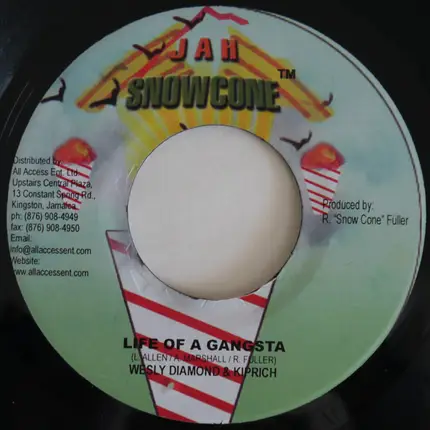 JAH
SNOWCONE™
Distributed by
All Access Ent. Ltd
Upstairs Central Plaza,
13 Constant Spring Rd.,
Kingston, Jamaica.
ph: (876) 908-4949
fax: (876) 908-4950
Email:
info@allaccessent.com
Website:
www.allaccessent.com
Produced by:
R. "Snow Cone" Fuller
LIFE OF A GANGSTA
(L. ALLEN / A. MARSHALL / R. FULLER)
WESLY DIAMOND & KIPRICH